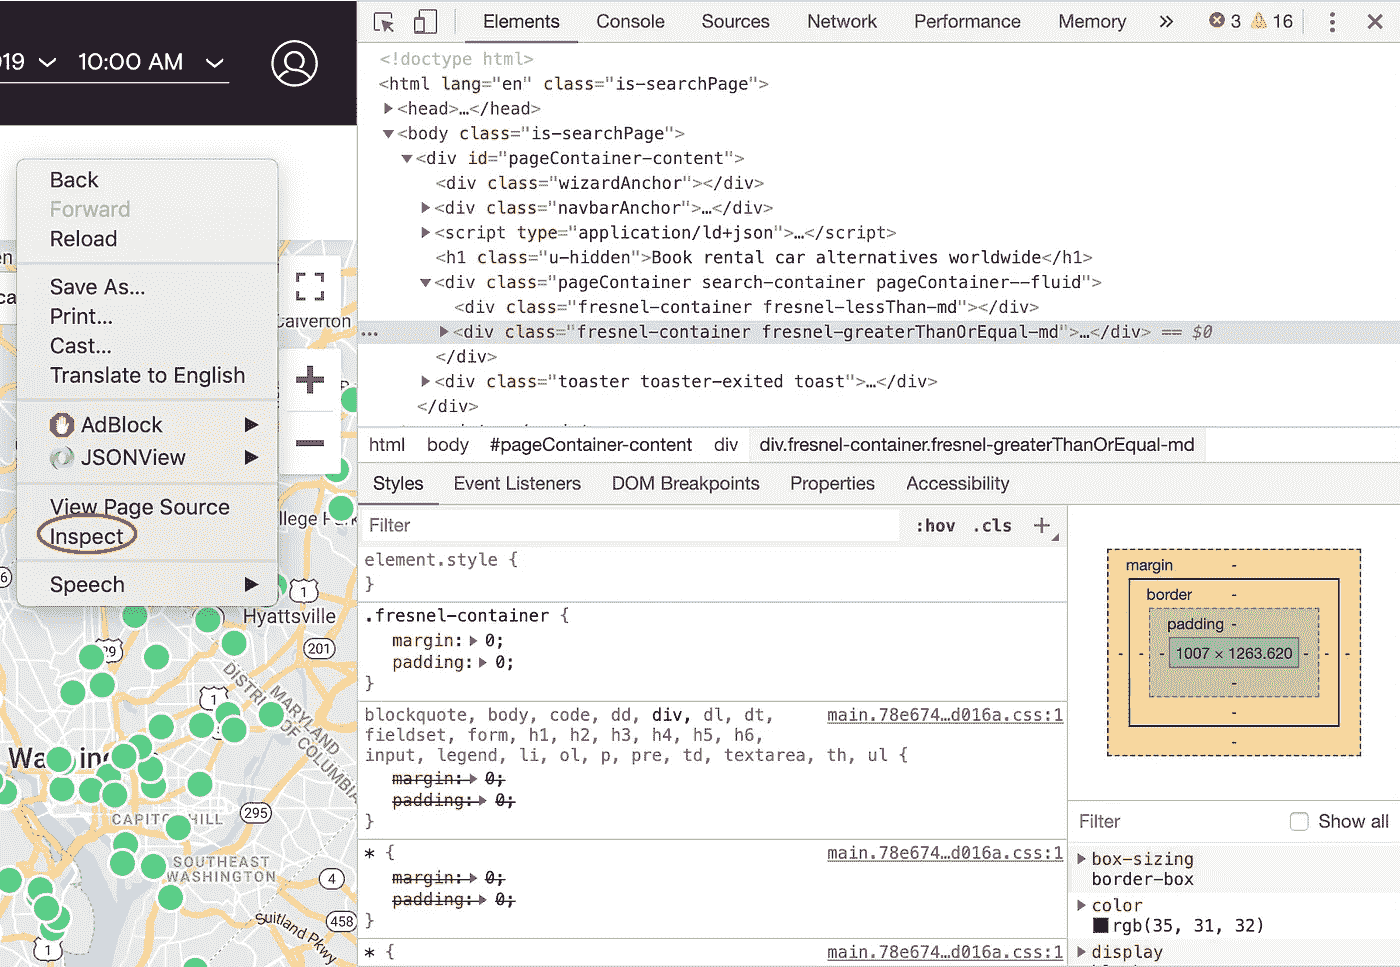 019 10:00 AM
Back
Forward
Reload
Save As...
Print...
Cast...
Translate to English
AdBlock
JSONView
View Page Source
Inspect
Speech
en
ca
Calverton
llege Park
1
Hyattsville
29
201
1
DISTRICT OF COLUMBIA
MARYLAND
CAPITOL HILL
295
SOUTHEAST
WASHINGTON
4
Suitland Pkwy
458
1
Elements Console Sources Network Performance Memory » 3 16
<!doctype html>
<html lang="en" class="is-searchPage">
<head>…</head>
<body class="is-searchPage">
<div id="pageContainer-content">
<div class="wizardAnchor"></div>
<div class="navbarAnchor">…</div>
<script type="application/ld+json">…</script>
<h1 class="u-hidden">Book rental car alternatives worldwide</h1>
<div class="pageContainer search-container pageContainer--fluid">
<div class="fresnel-container fresnel-lessThan-md"></div>
… <div class="fresnel-container fresnel-greaterThanOrEqual-md">…</div> == $0
</div>
<div class="toaster toaster-exited toast">…</div>
</div>
html body #pageContainer-content div div.fresnel-container.fresnel-greaterThanOrEqual-md
Styles Event Listeners DOM Breakpoints Properties Accessibility
Filter :hov .cls +
element.style {
}
.fresnel-container {
margin: 0;
padding: 0;
}
blockquote, body, code, dd, div, dl, dt, main.78e674…d016a.css:1
fieldset, form, h1, h2, h3, h4, h5, h6,
input, legend, li, ol, p, pre, td, textarea, th, ul {
margin: 0;
padding: 0;
}
* { main.78e674…d016a.css:1
margin: 0;
padding: 0;
}
* { main.78e674…d016a.css:1
margin -
border -
padding -
- - - 1007 × 1263.620 - - -
-
-
-
Filter Show all
box-sizing
border-box
color
rgb(35, 31, 32)
display